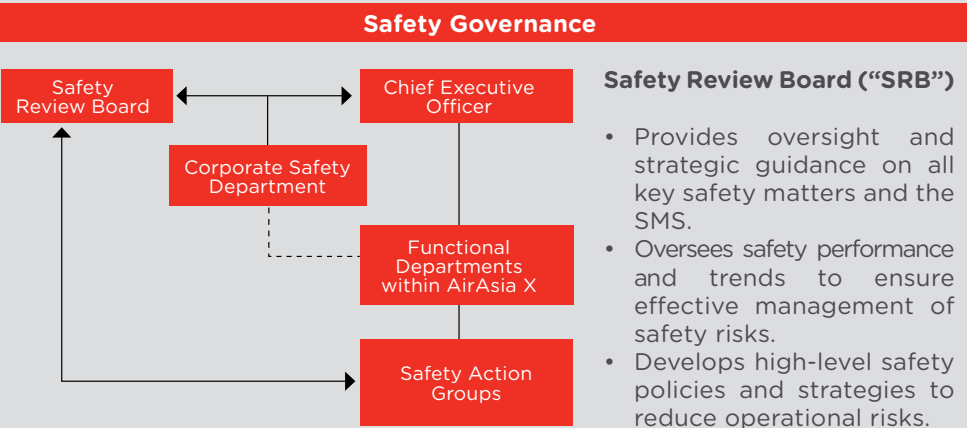 Safety Governance
Safety
Review Board
Chief Executive
Officer
Corporate Safety
Department
Functional
Departments
within AirAsia X
Safety Action
Groups
Safety Review Board (“SRB”)
• Provides oversight and
strategic guidance on all
key safety matters and the
SMS.
• Oversees safety performance
and trends to ensure
effective management of
safety risks.
• Develops high-level safety
policies and strategies to
reduce operational risks.